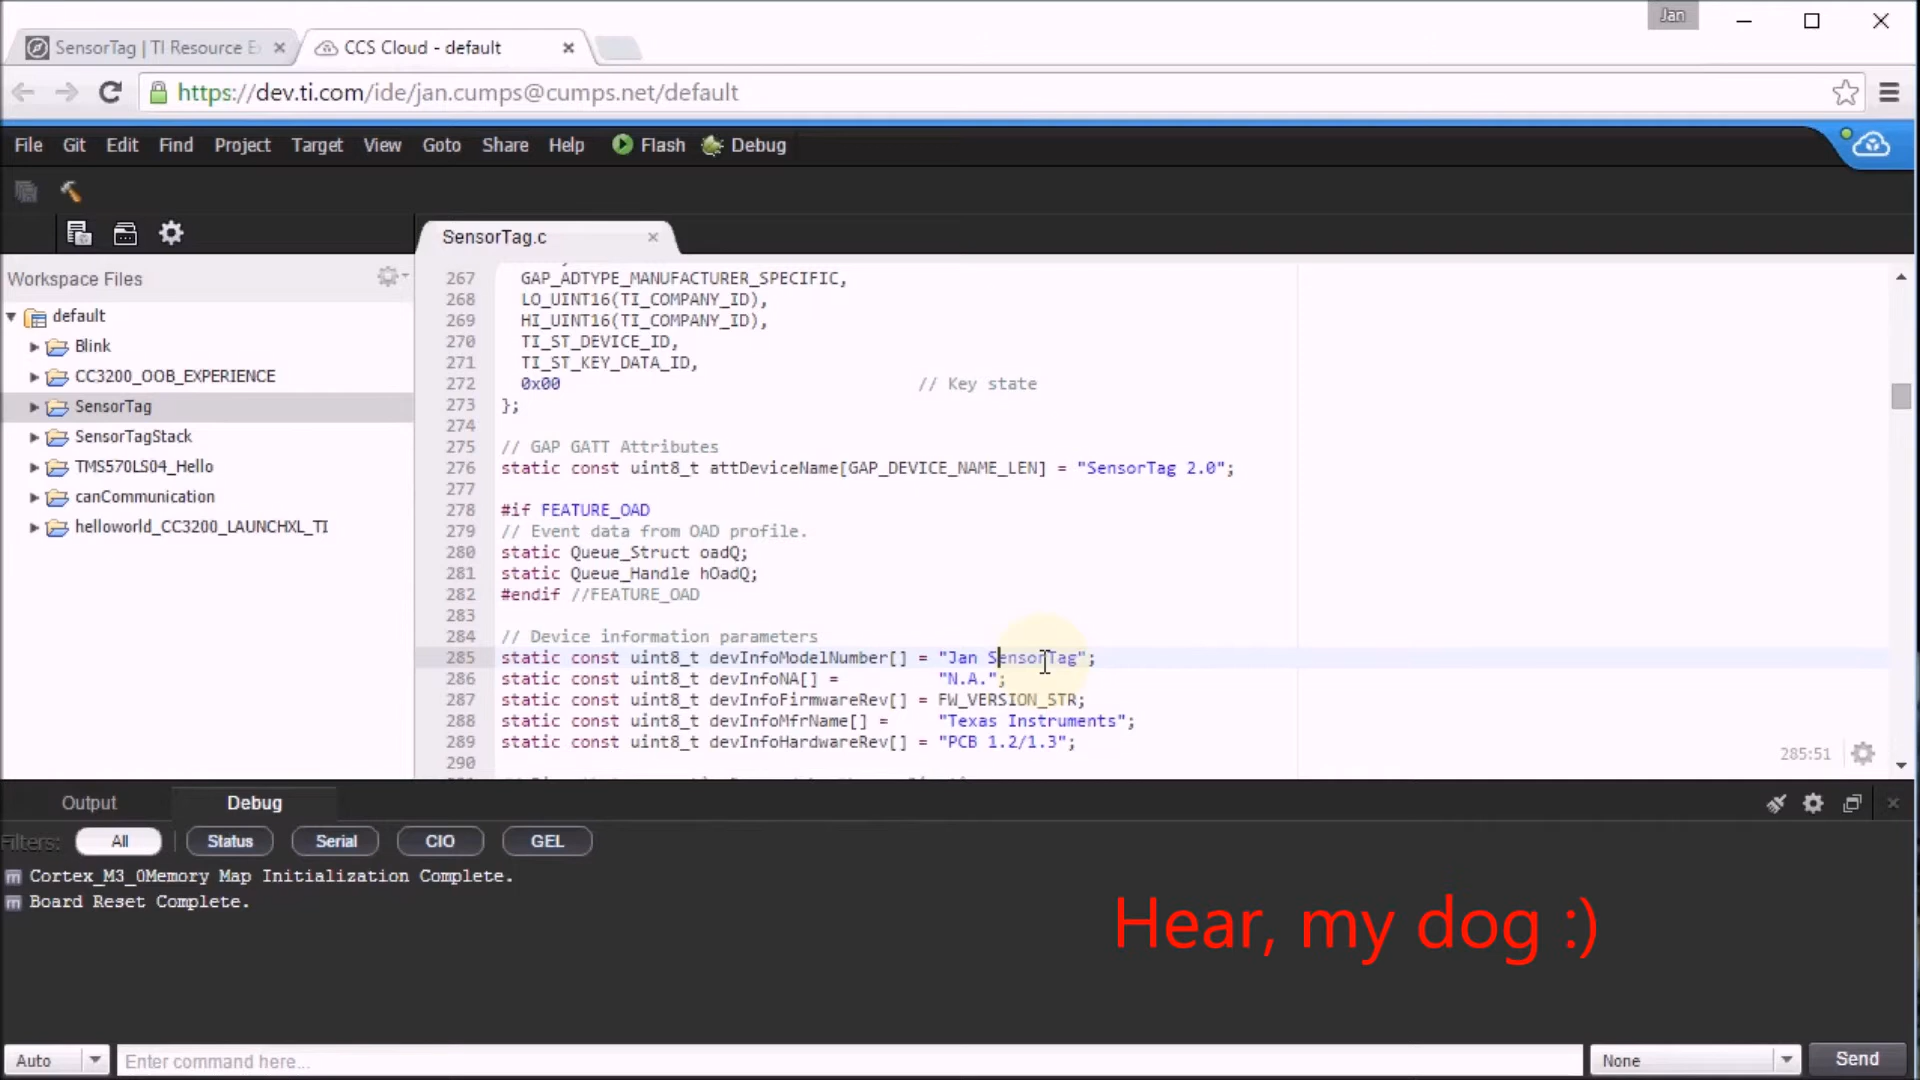 Jan
SensorTag | TI Resource E
CCS Cloud - default
https://dev.ti.com/ide/jan.cumps@cumps.net/default
File Git Edit Find Project Target View Goto Share Help Flash Debug
SensorTag.c
Workspace Files
default
Blink
CC3200_OOB_EXPERIENCE
SensorTag
SensorTagStack
TMS570LS04_Hello
canCommunication
helloworld_CC3200_LAUNCHXL_TI
267 GAP_ADTYPE_MANUFACTURER_SPECIFIC,
268 LO_UINT16(TI_COMPANY_ID),
269 HI_UINT16(TI_COMPANY_ID),
270 TI_ST_DEVICE_ID,
271 TI_ST_KEY_DATA_ID,
272 0x00 // Key state
273 };
274
275 // GAP GATT Attributes
276 static const uint8_t attDeviceName[GAP_DEVICE_NAME_LEN] = "SensorTag 2.0";
277
278 #if FEATURE_OAD
279 // Event data from OAD profile.
280 static Queue_Struct oadQ;
281 static Queue_Handle hOadQ;
282 #endif //FEATURE_OAD
283
284 // Device information parameters
285 static const uint8_t devInfoModelNumber[] = "Jan SensorTag";
286 static const uint8_t devInfoNA[] = "N.A.";
287 static const uint8_t devInfoFirmwareRev[] = FW_VERSION_STR;
288 static const uint8_t devInfoMfrName[] = "Texas Instruments";
289 static const uint8_t devInfoHardwareRev[] = "PCB 1.2/1.3";
290
285:51
Output Debug
Filters: All Status Serial CIO GEL
Cortex_M3_0Memory Map Initialization Complete.
Board Reset Complete.
Hear, my dog :)
Auto Enter command here... None Send